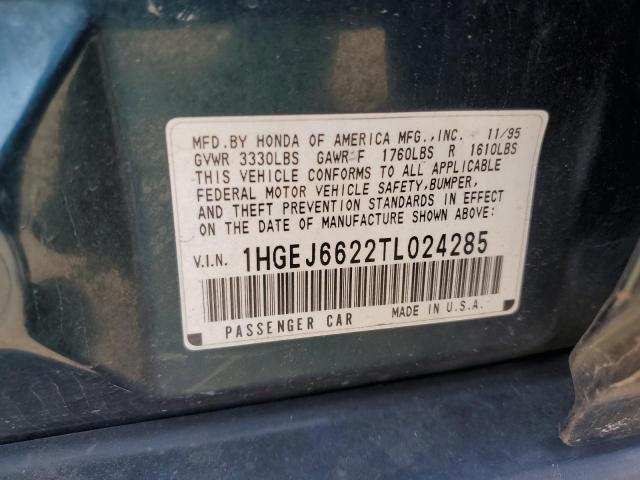 MFD.BY HONDA OF AMERICA MFG.,INC. 11/95
GVWR 3330LBS GAWR F 1760LBS R 1610LBS
THIS VEHICLE CONFORMS TO ALL APPLICABLE
FEDERAL MOTOR VEHICLE SAFETY,BUMPER,
AND THEFT PREVENTION STANDARDS IN EFFECT
ON THE DATE OF MANUFACTURE SHOWN ABOVE:
V.I.N. 1HGEJ6622TL024285
PASSENGER CAR MADE IN U.S.A.